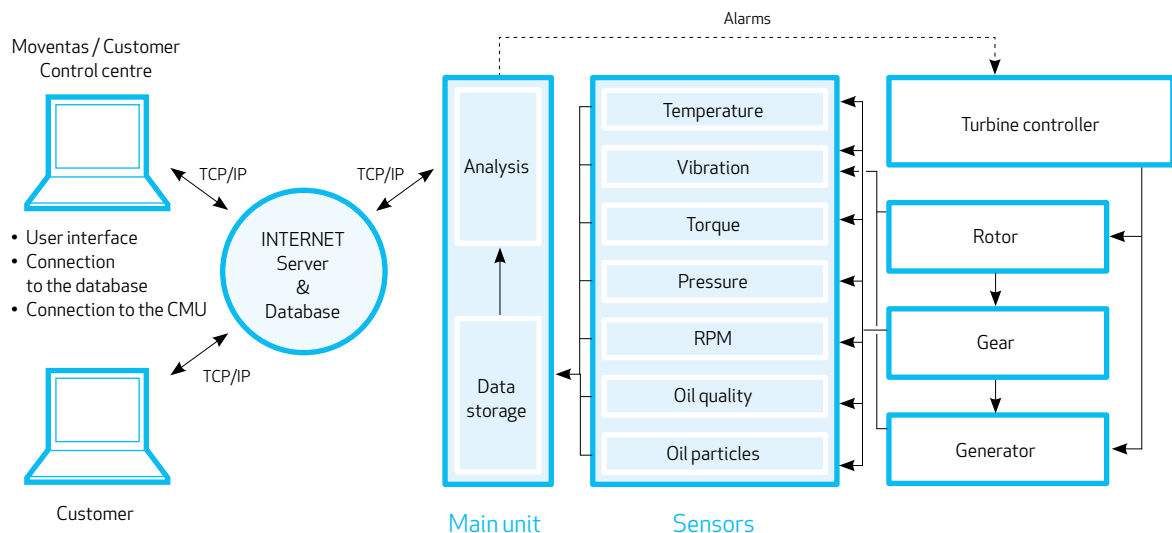 Alarms
Moventas / Customer
Control centre
TCP/IP
TCP/IP
• User interface
• Connection
to the database
• Connection to the CMU
INTERNET
Server
&
Database
TCP/IP
Customer
Analysis
Data
storage
Main unit
Temperature
Vibration
Torque
Pressure
RPM
Oil quality
Oil particles
Sensors
Turbine controller
Rotor
Gear
Generator